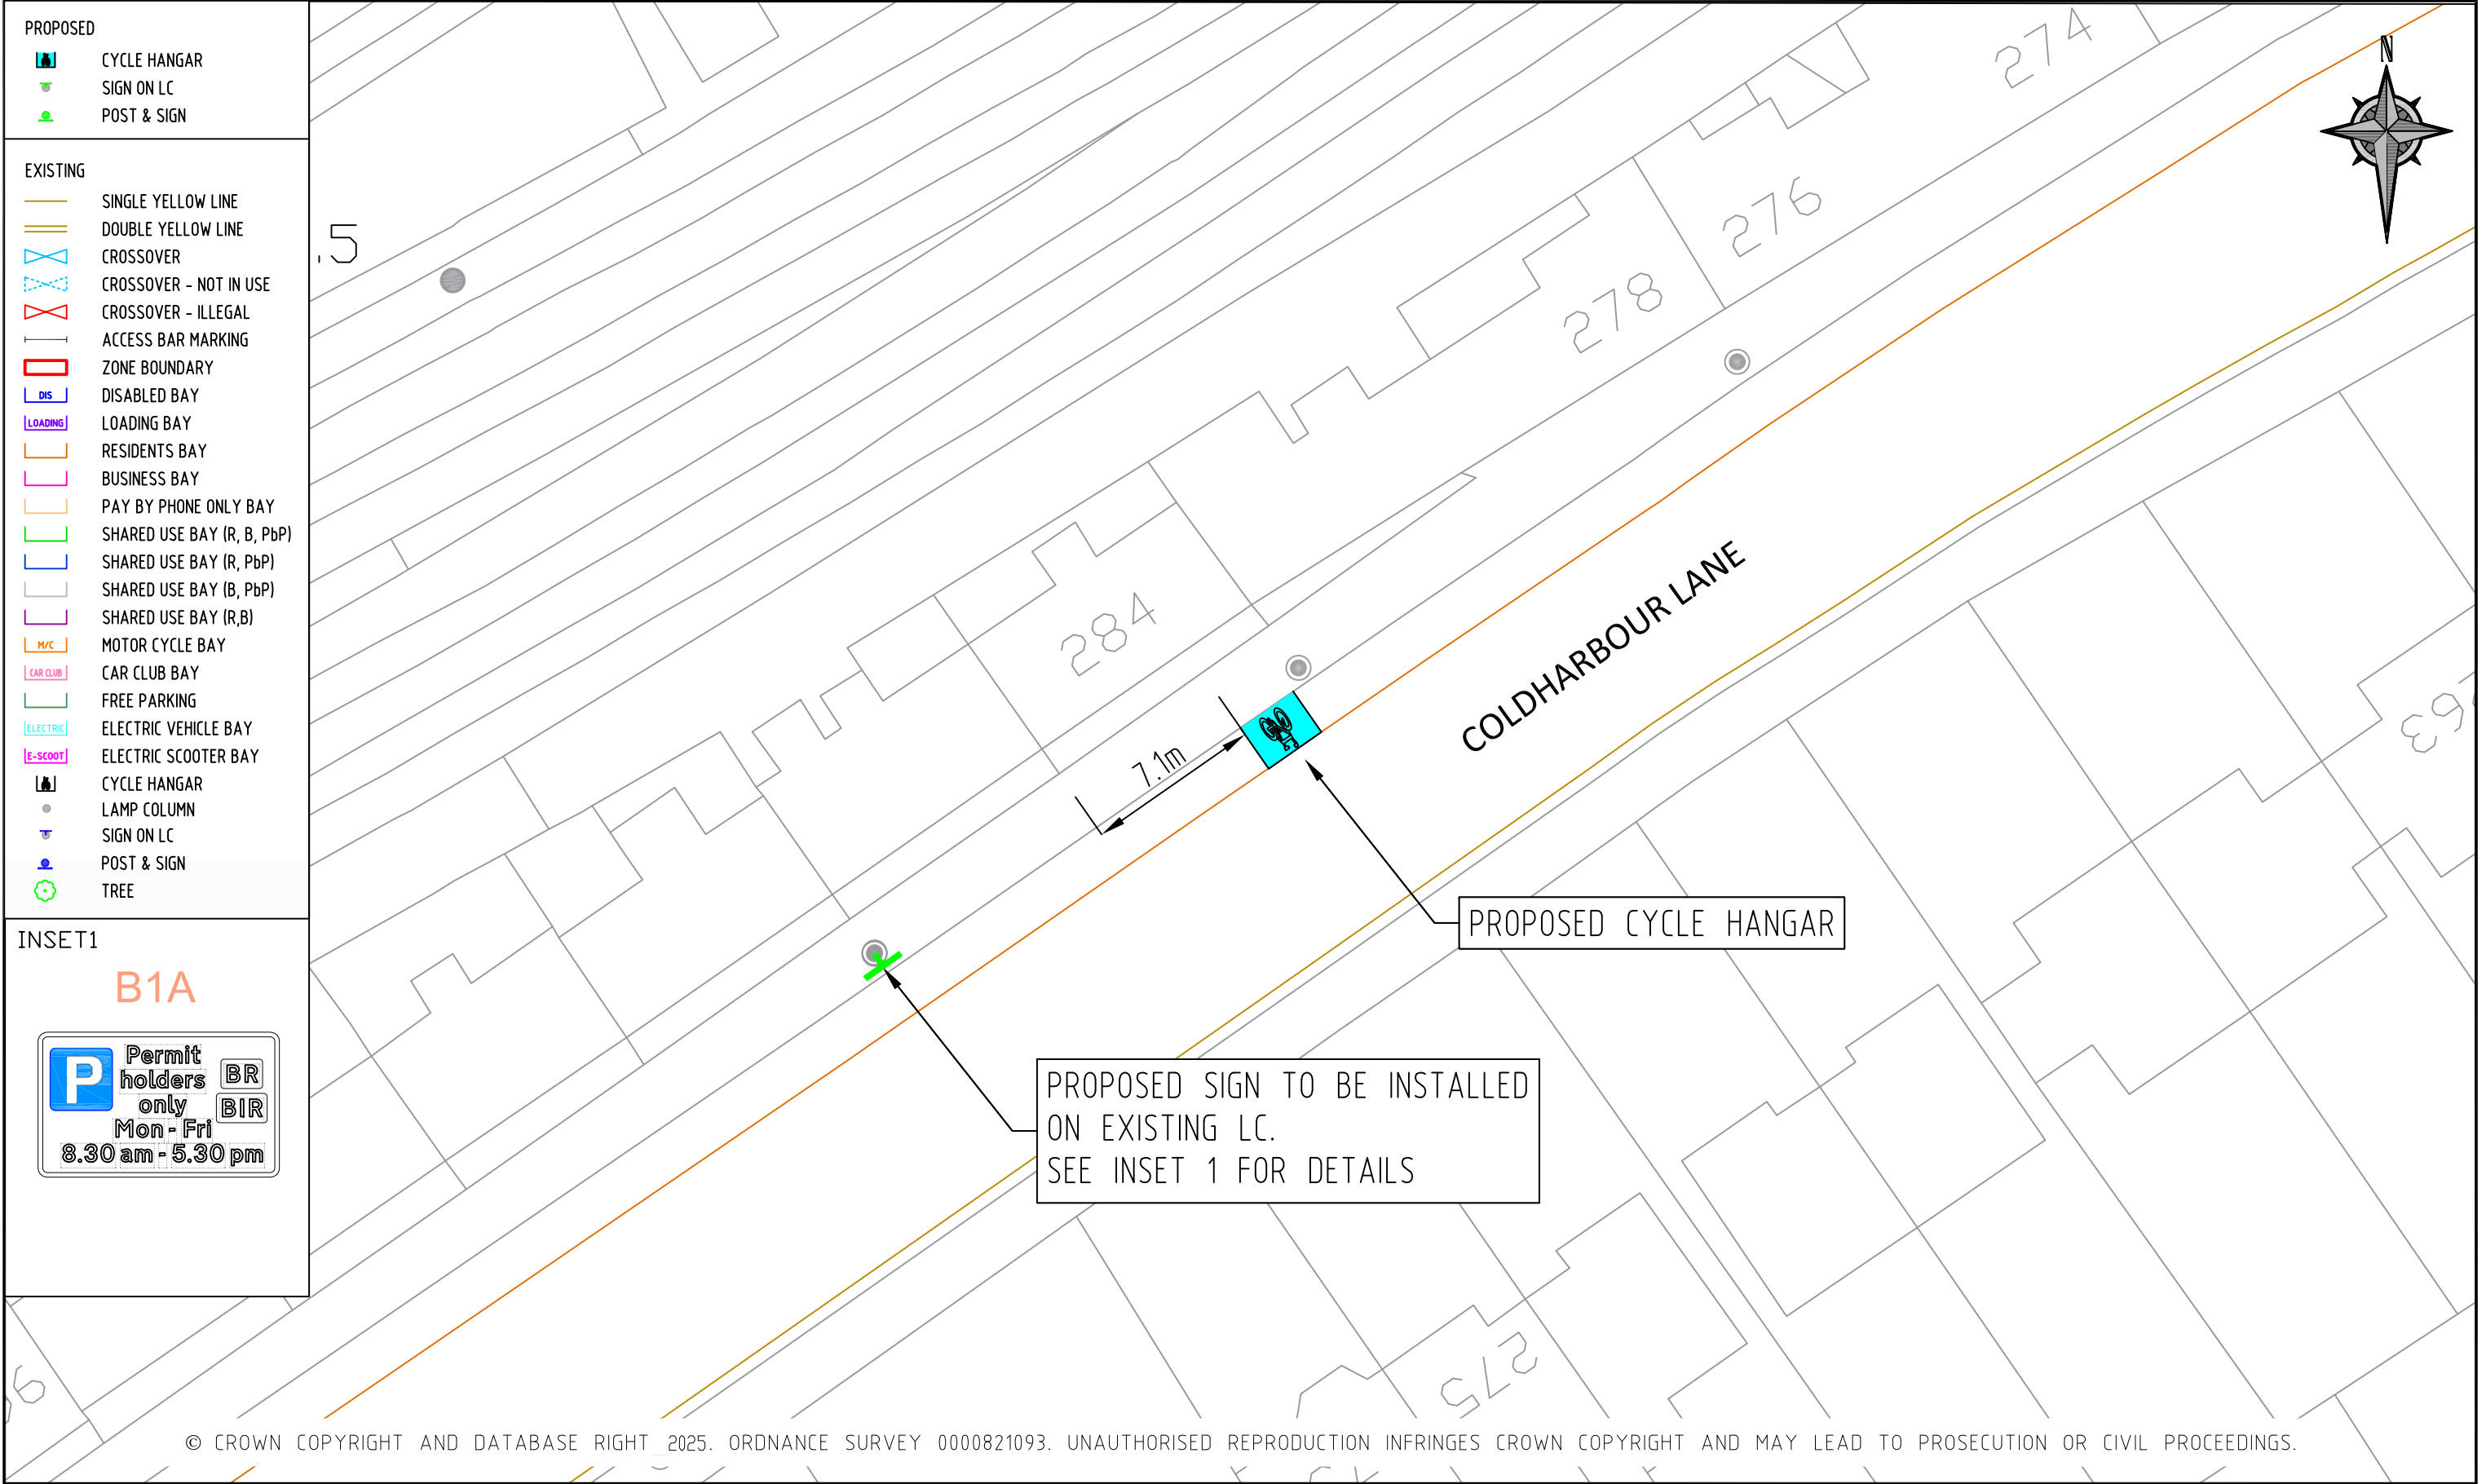 PROPOSED
CYCLE HANGAR
SIGN ON LC
POST & SIGN
EXISTING
SINGLE YELLOW LINE
DOUBLE YELLOW LINE
CROSSOVER
CROSSOVER - NOT IN USE
CROSSOVER - ILLEGAL
ACCESS BAR MARKING
ZONE BOUNDARY
DIS DISABLED BAY
LOADING LOADING BAY
RESIDENTS BAY
BUSINESS BAY
PAY BY PHONE ONLY BAY
SHARED USE BAY (R, B, PbP)
SHARED USE BAY (R, PbP)
SHARED USE BAY (B, PbP)
SHARED USE BAY (R,B)
M/C MOTOR CYCLE BAY
CAR CLUB CAR CLUB BAY
FREE PARKING
ELECTRIC ELECTRIC VEHICLE BAY
E-SCOOT ELECTRIC SCOOTER BAY
CYCLE HANGAR
LAMP COLUMN
SIGN ON LC
POST & SIGN
TREE
INSET1
B1A
P
Permit
holders
only
Mon - Fri
8.30 am - 5.30 pm
BR
BIR
.5
N
274
276
278
284
7.1m
COLDHARBOUR LANE
PROPOSED CYCLE HANGAR
PROPOSED SIGN TO BE INSTALLED
ON EXISTING LC.
SEE INSET 1 FOR DETAILS
275
© CROWN COPYRIGHT AND DATABASE RIGHT 2025. ORDNANCE SURVEY 0000821093. UNAUTHORISED REPRODUCTION INFRINGES CROWN COPYRIGHT AND MAY LEAD TO PROSECUTION OR CIVIL PROCEEDINGS.